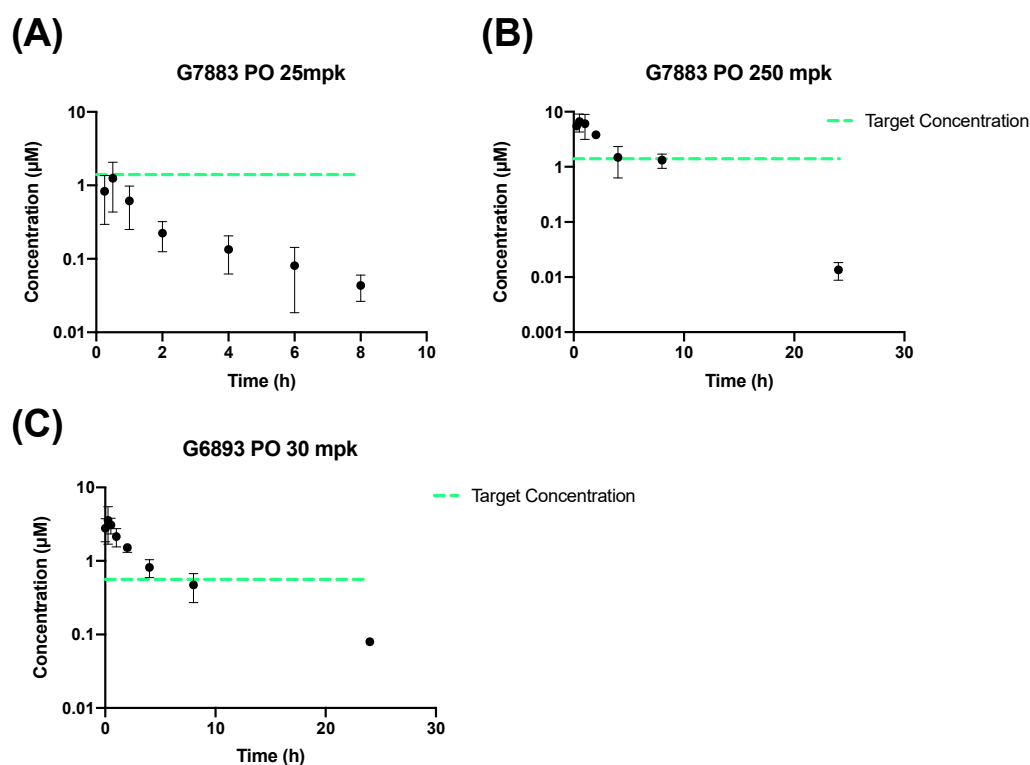 (A)
G7883 PO 25mpk
Concentration (µM)
10
1
0.1
0.01
0 2 4 6 8 10
Time (h)
(B)
G7883 PO 250 mpk
Target Concentration
Concentration (µM)
10
1
0.1
0.01
0.001
0 10 20 30
Time (h)
(C)
G6893 PO 30 mpk
Target Concentration
Concentration (µM)
10
1
0.1
0.01
0 10 20 30
Time (h)